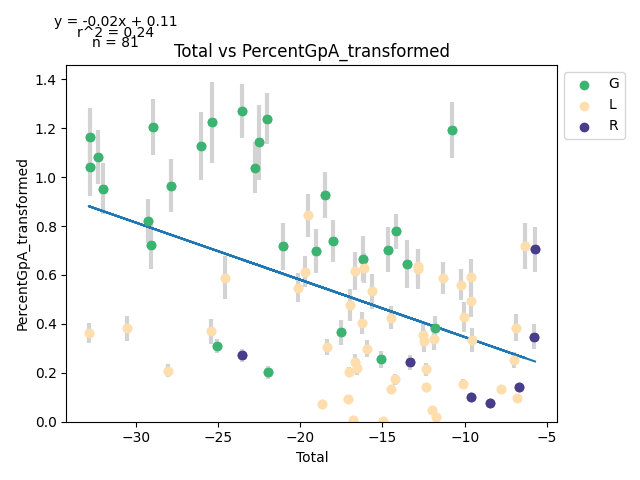 y = -0.02x + 0.11
r^2 = 0.24
n = 81
Total vs PercentGpA_transformed
1.4
1.2
1.0
0.8
0.6
0.4
0.2
0.0
PercentGpA_transformed
−30
−25
−20
−15
−10
−5
Total
G
L
R